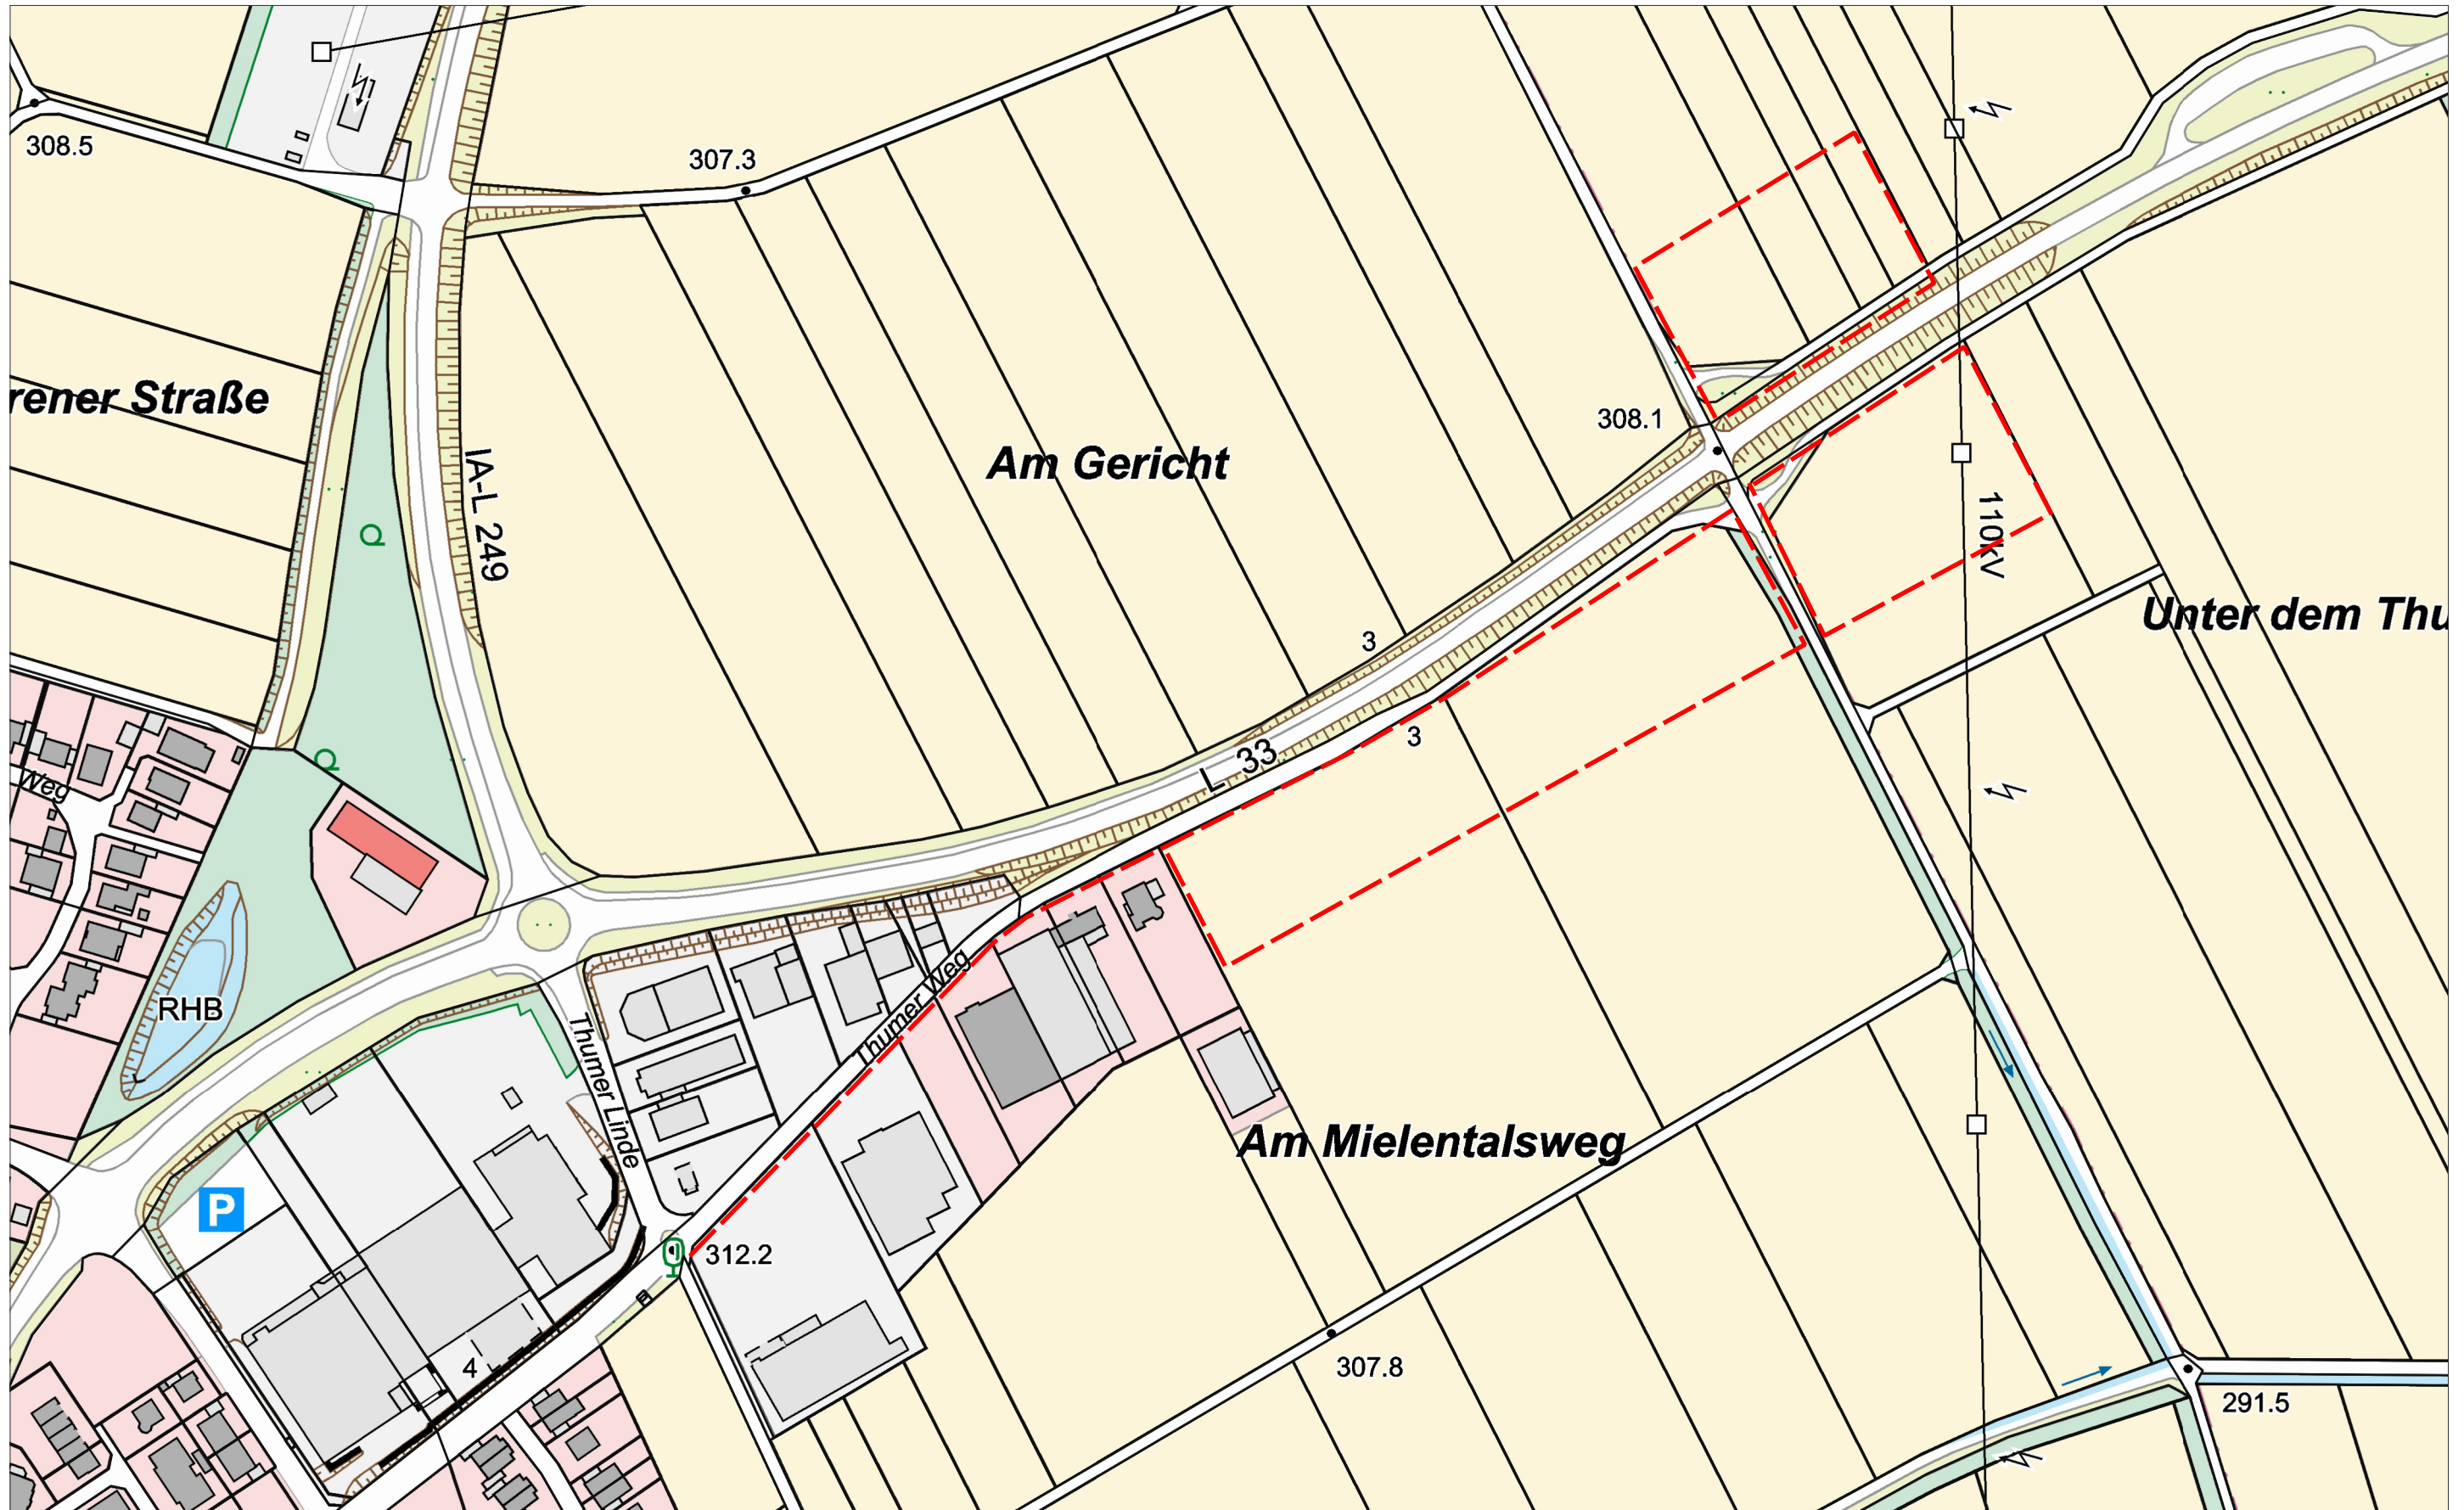 308.5
307.3
rener Straße
IA-L 249
Am Gericht
308.1
110kV
Unter dem Thu
3
3
L 33
Weg
RHB
Thumer Weg
Thumer Linde
Am Mielentalsweg
P
312.2
4
307.8
291.5